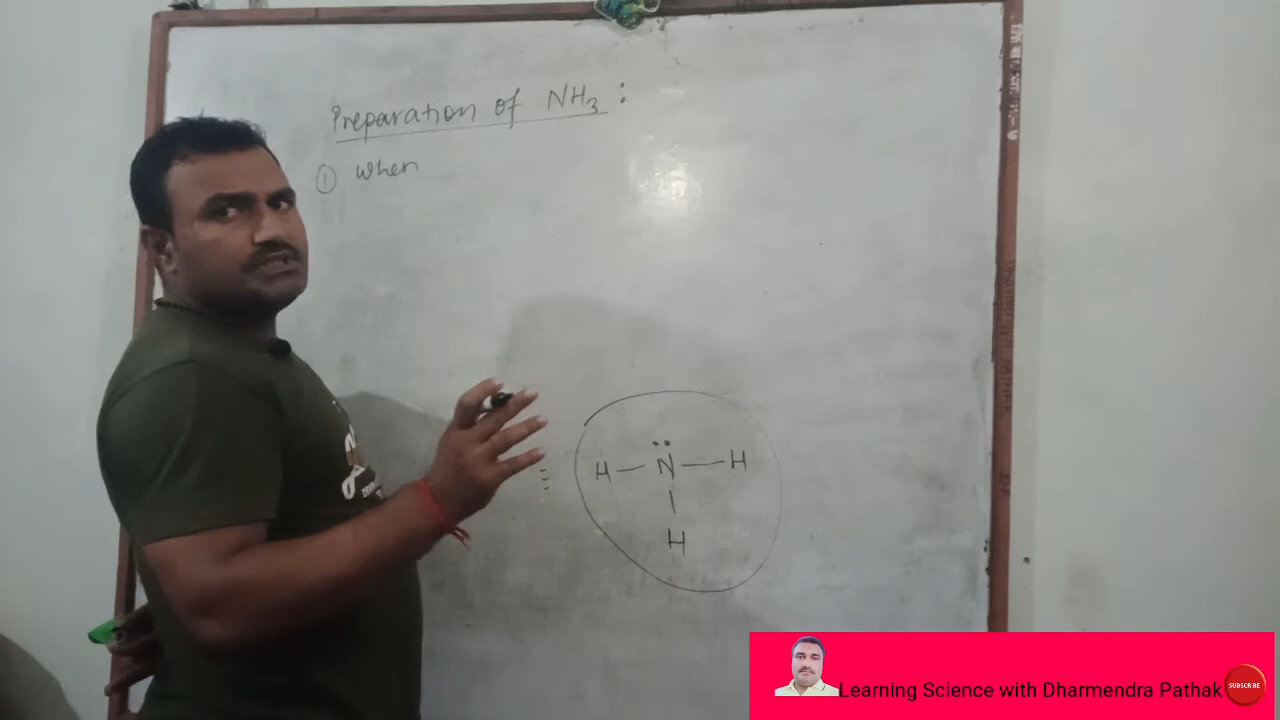 Preparation of NH3 :
① When
H — N — H
H
Learning Science with Dharmendra Pathak
SUBSCRIBE